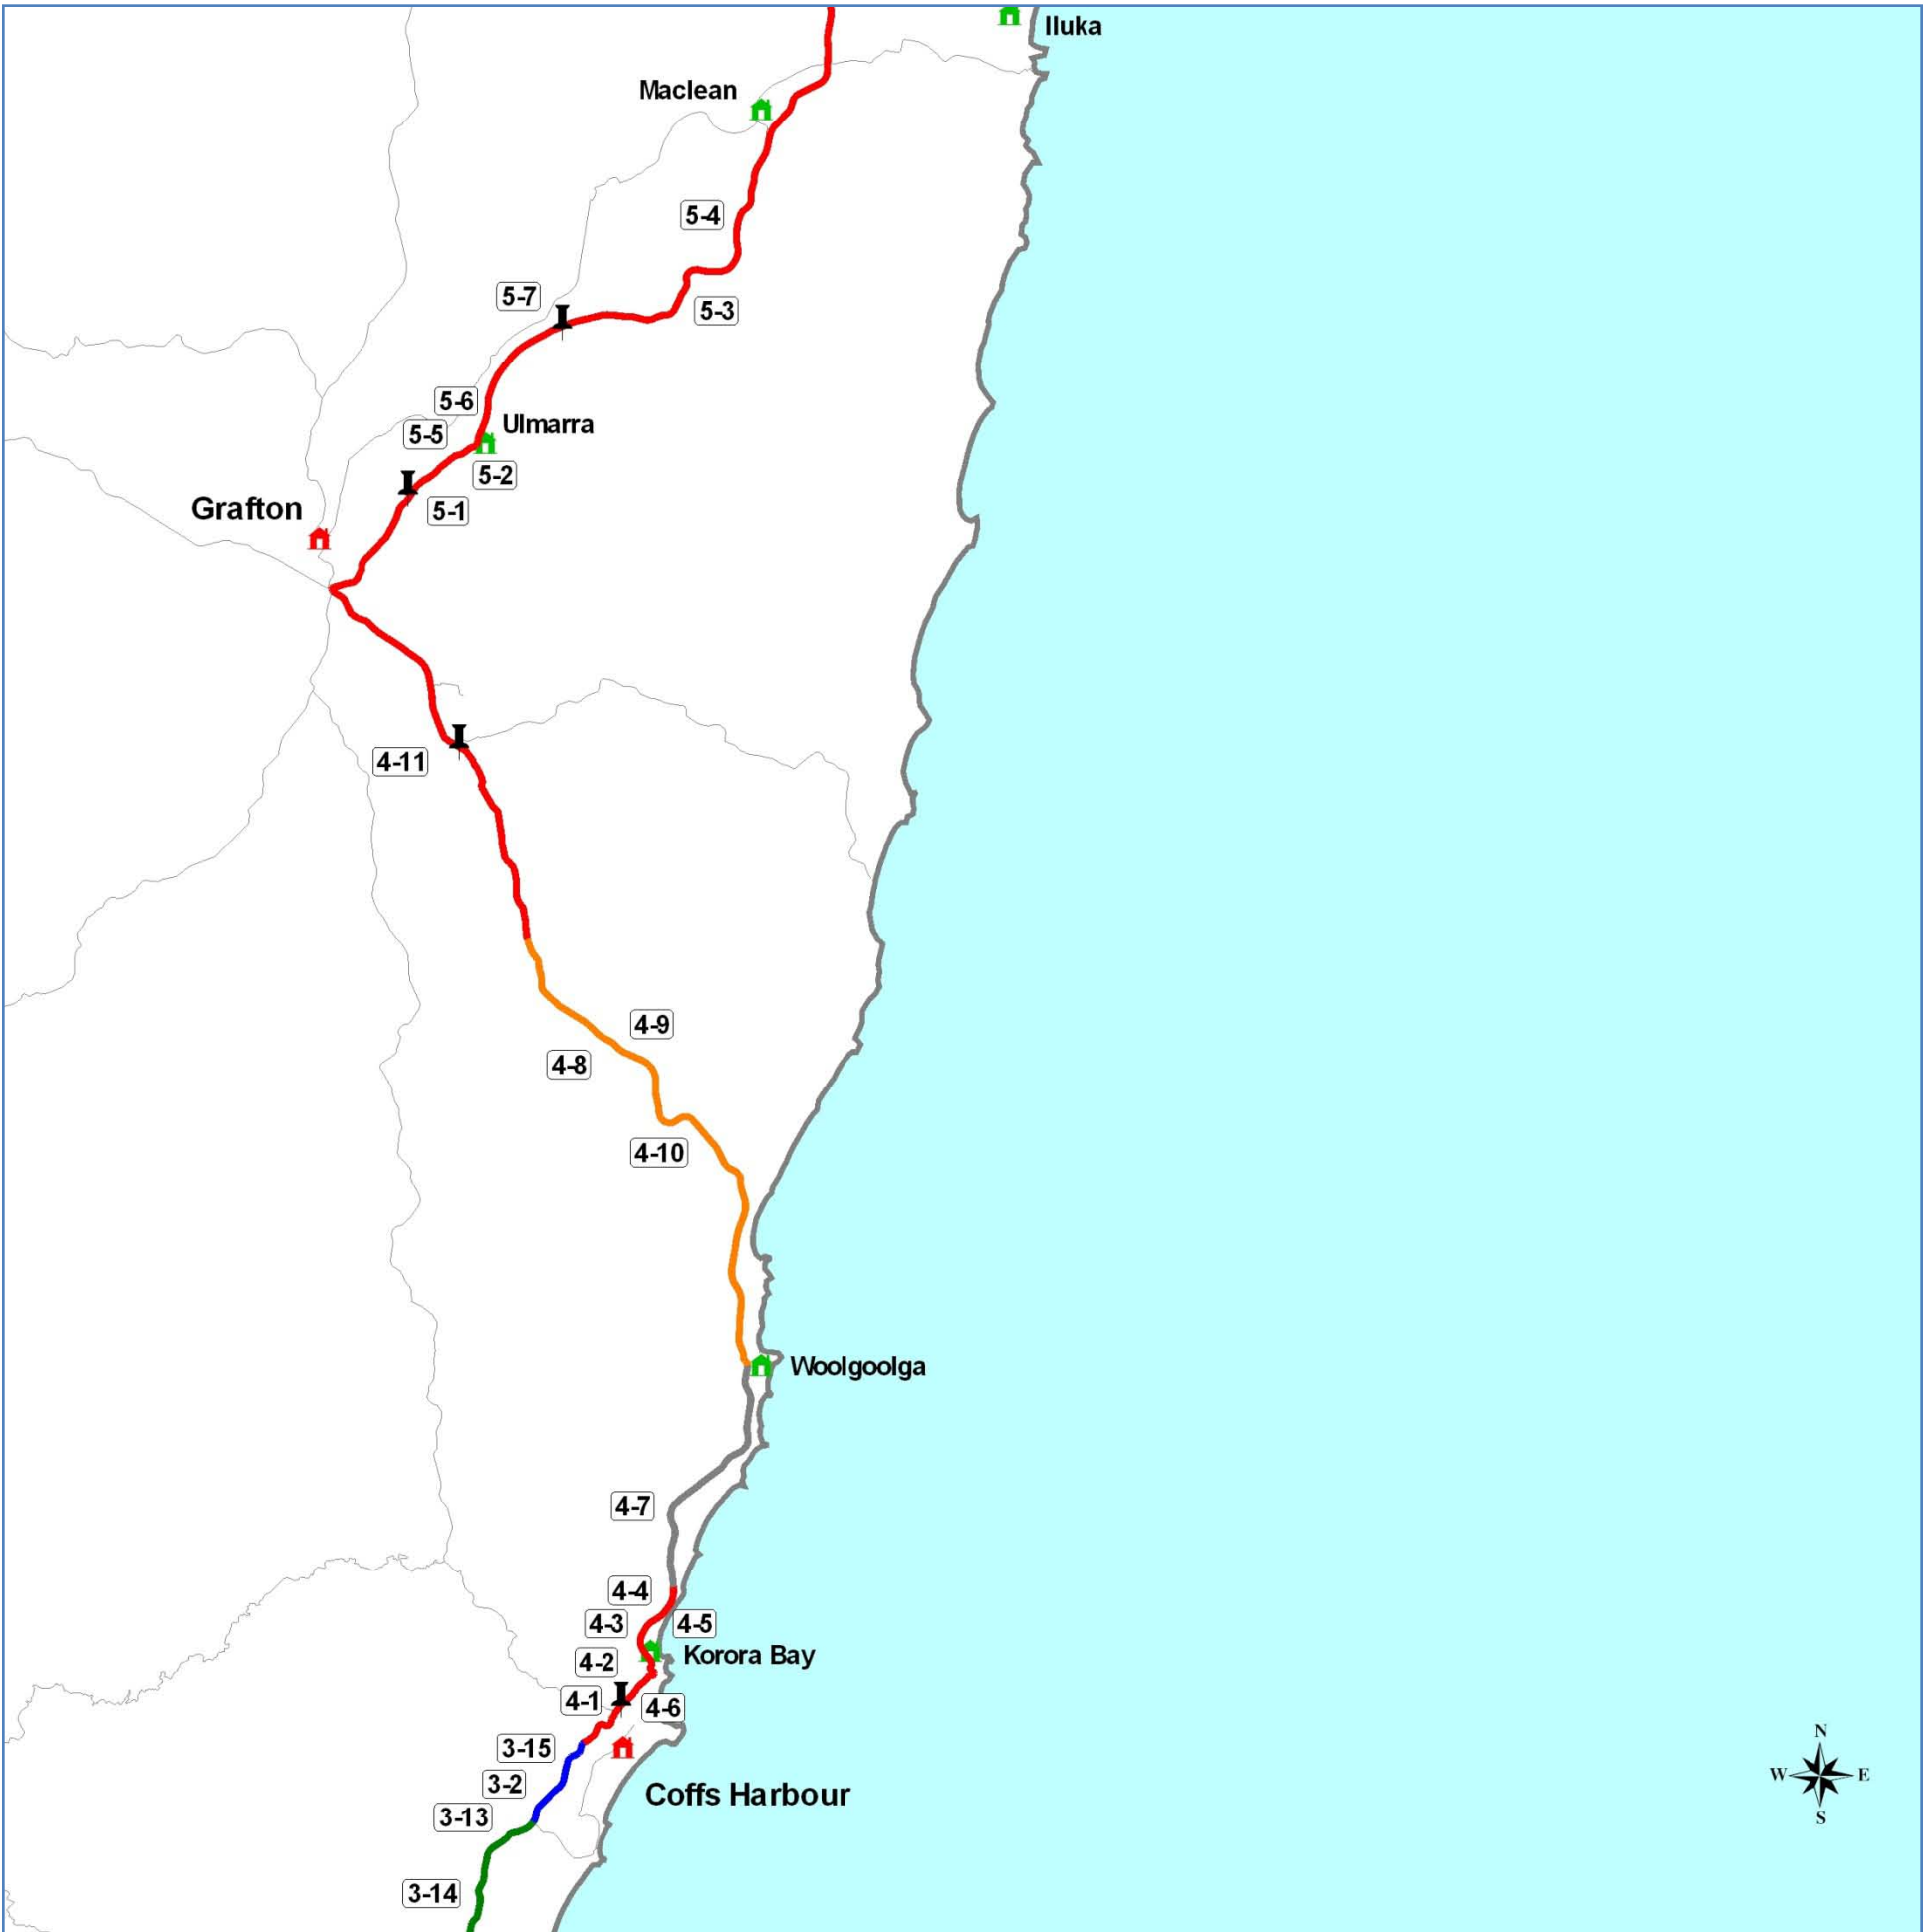 Iluka
Maclean
5-4
5-7
5-3
5-6
Ulmarra
5-5
5-2
Grafton
5-1
4-11
4-9
4-8
4-10
Woolgoolga
4-7
4-4
4-3
4-5
Korora Bay
4-2
4-1
4-6
N
3-15
W E
3-2
Coffs Harbour
3-13
S
3-14